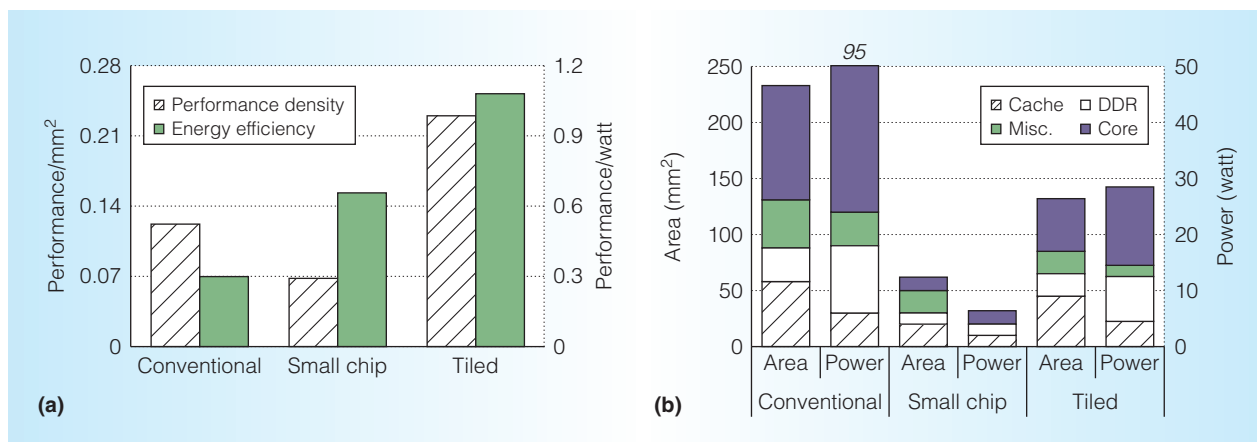 0.28
0.21
0.14
0.07
0
Performance/mm2
Performance density
Energy efficiency
1.2
0.9
0.6
0.3
0
Performance/watt
Conventional Small chip Tiled
(a)
95
250
200
150
100
50
0
Area (mm2)
Cache DDR
Misc. Core
50
40
30
20
10
0
Power (watt)
Area Power Area Power Area Power
Conventional Small chip Tiled
(b)